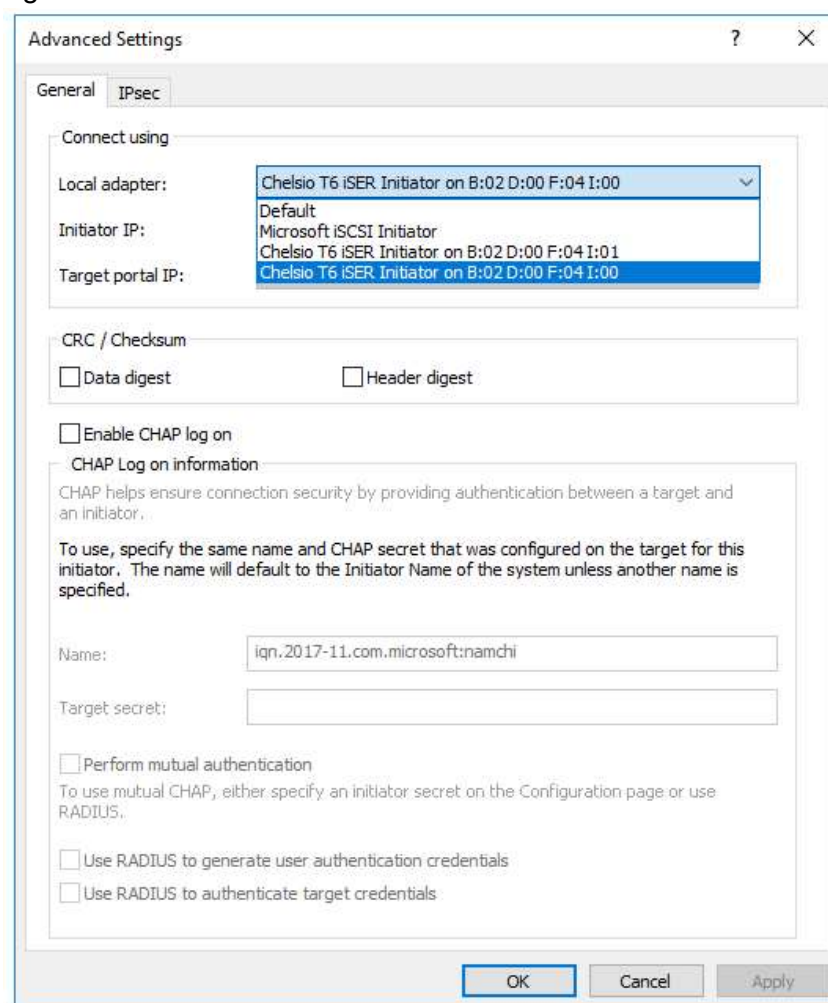 Advanced Settings
?
General
IPsec
Connect using
Local adapter:
Chelsio T6 iSER Initiator on B:02 D:00 F:04 I:00
Default
Initiator IP:
Microsoft iSCSI Initiator
Chelsio T6 iSER Initiator on B:02 D:00 F:04 I:01
Target portal IP:
Chelsio T6 iSER Initiator on B:02 D:00 F:04 I:00
CRC / Checksum
Data digest
Header digest
Enable CHAP log on
CHAP Log on information
CHAP helps ensure connection security by providing authentication between a target and
an initiator.
To use, specify the same name and CHAP secret that was configured on the target for this
initiator. The name will default to the Initiator Name of the system unless another name is
specified.
Name:
iqn.2017-11.com.microsoft:namchi
Target secret:
Perform mutual authentication
To use mutual CHAP, either specify an initiator secret on the Configuration page or use
RADIUS.
Use RADIUS to generate user authentication credentials
Use RADIUS to authenticate target credentials
OK
Cancel
Apply